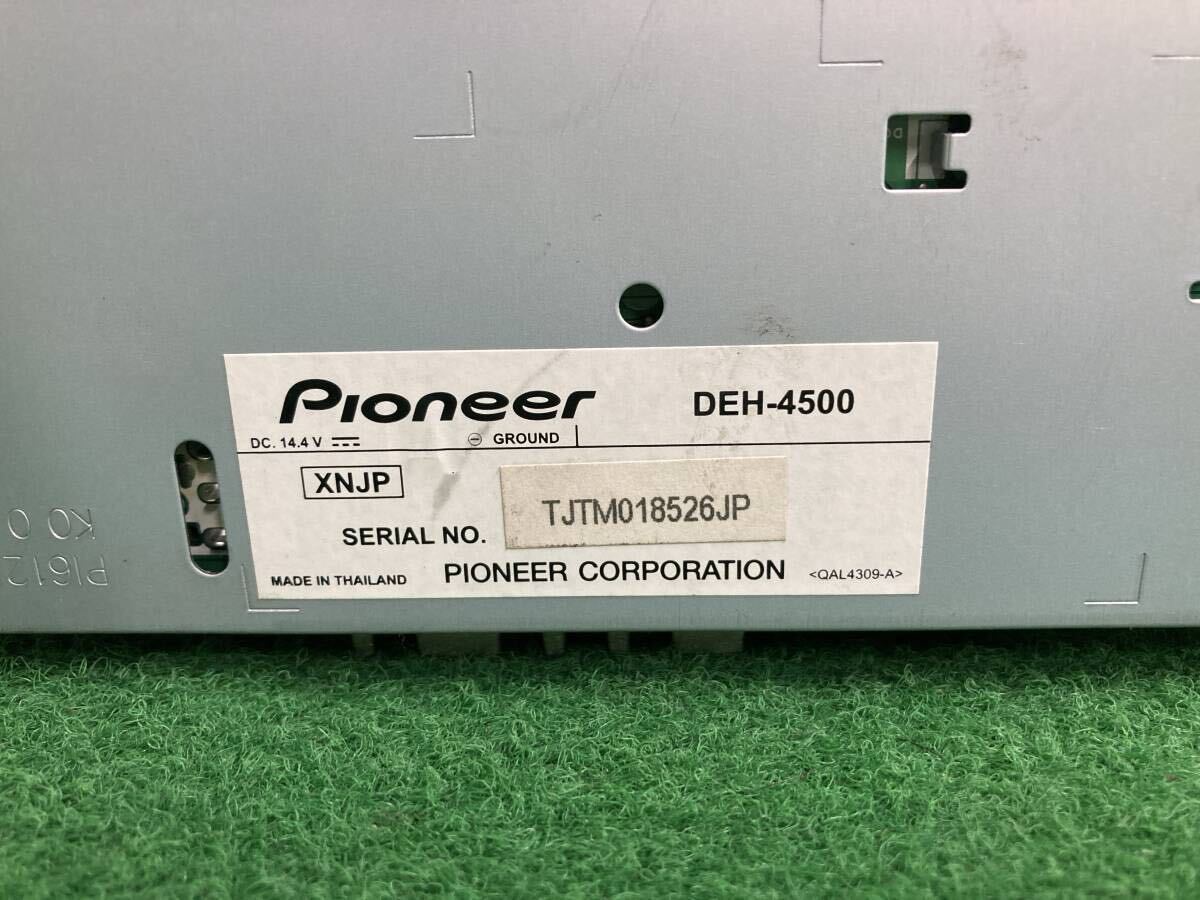 Pioneer DEH-4500
DC. 14.4 V ⎓ ⊖ GROUND
XNJP
SERIAL NO. TJTM018526JP
MADE IN THAILAND PIONEER CORPORATION <QAL4309-A>